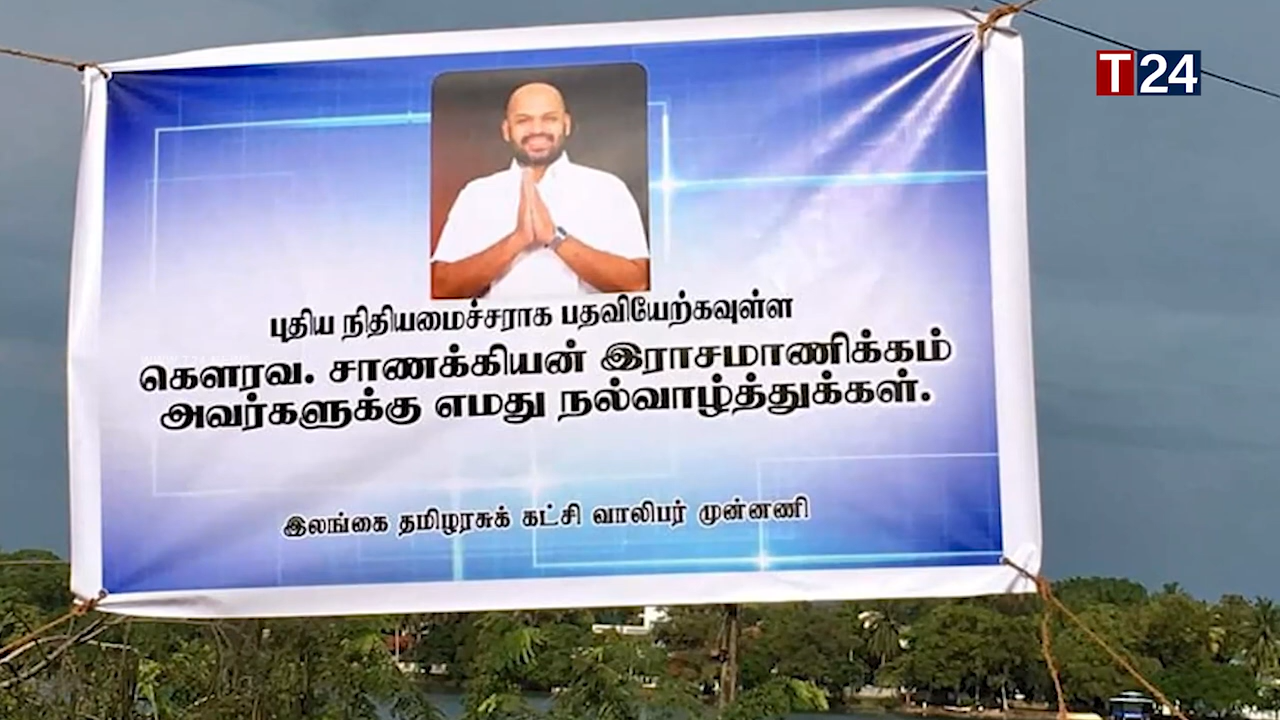 T24
புதிய நிதியமைச்சராக பதவியேற்கவுள்ள
கௌரவ. சாணக்கியன் இராசமாணிக்கம்
அவர்களுக்கு எமது நல்வாழ்த்துக்கள்.
இலங்கை தமிழரசுக் கட்சி வாலிபர் முன்னணி